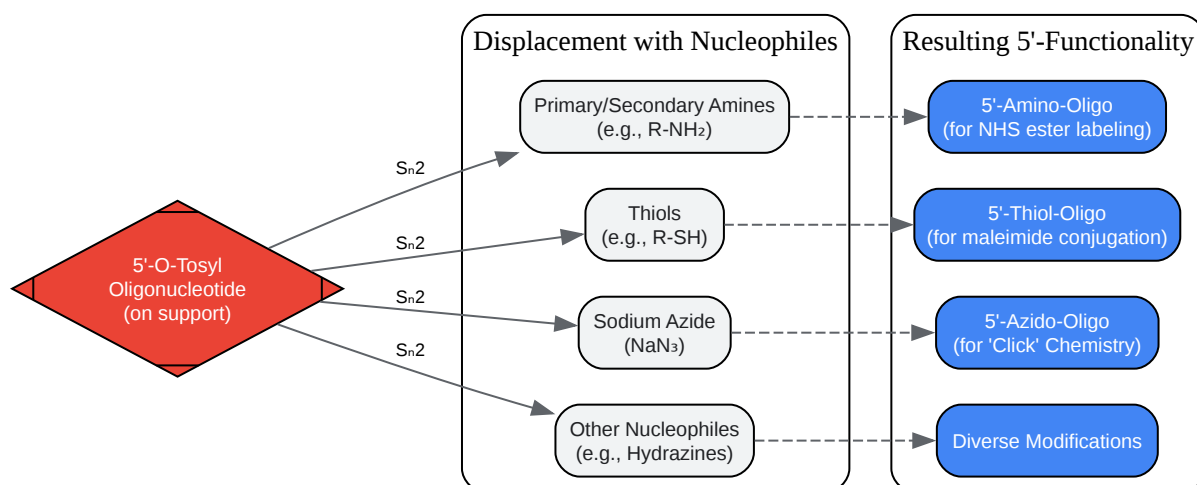 Displacement with Nucleophiles
Resulting 5'-Functionality
Primary/Secondary Amines
(e.g., R-NH₂)
5'-Amino-Oligo
(for NHS ester labeling)
Sₙ2
Thiols
(e.g., R-SH)
5'-Thiol-Oligo
(for maleimide conjugation)
Sₙ2
5'-O-Tosyl
Oligonucleotide
(on support)
Sₙ2
Sodium Azide
(NaN₃)
5'-Azido-Oligo
(for 'Click' Chemistry)
Sₙ2
Other Nucleophiles
(e.g., Hydrazines)
Diverse Modifications